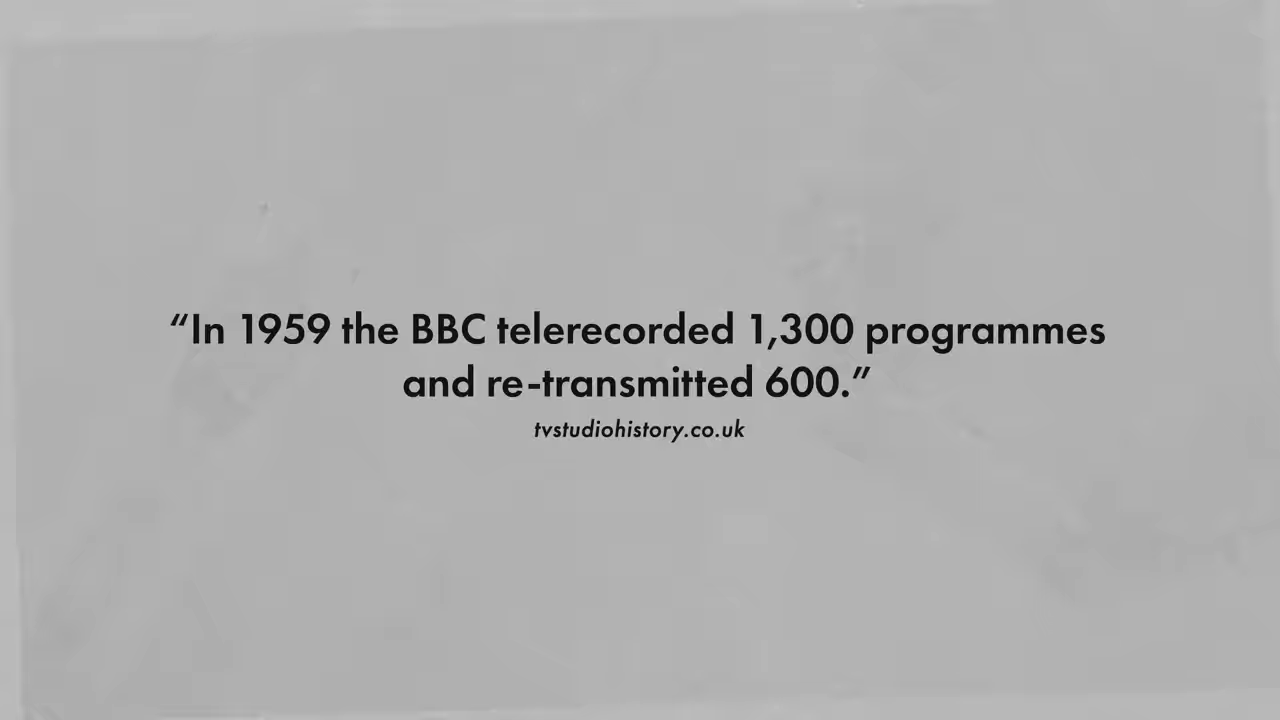 “In 1959 the BBC telerecorded 1,300 programmes
and re-transmitted 600.”
tvstudiohistory.co.uk